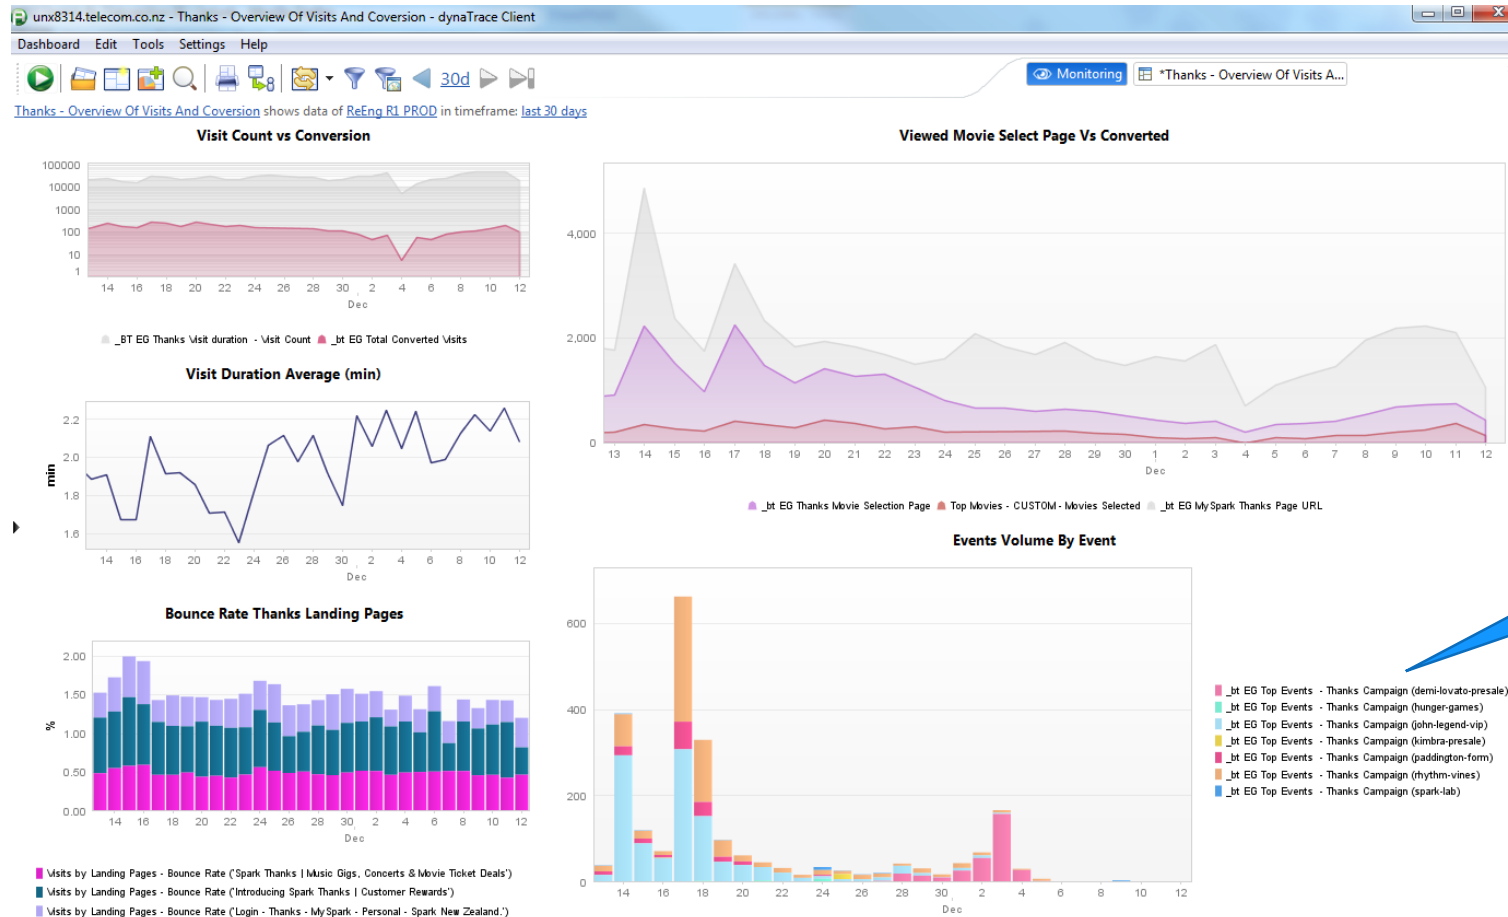 unx8314.telecom.co.nz - Thanks - Overview Of Visits And Coversion - dynaTrace Client
Dashboard Edit Tools Settings Help
30d
Monitoring
*Thanks - Overview Of Visits A...
Thanks - Overview Of Visits And Coversion shows data of ReEng R1 PROD in timeframe: last 30 days
Visit Count vs Conversion
100000
10000
1000
100
10
1
14 16 18 20 22 24 26 28 30 2 4 6 8 10 12
Dec
_BT EG Thanks Visit duration - Visit Count _bt EG Total Converted Visits
Visit Duration Average (min)
min
2.2
2.0
1.8
1.6
14 16 18 20 22 24 26 28 30 2 4 6 8 10 12
Dec
Bounce Rate Thanks Landing Pages
%
2.00
1.50
1.00
0.50
0.00
14 16 18 20 22 24 26 28 30 2 4 6 8 10 12
Dec
Visits by Landing Pages - Bounce Rate ('Spark Thanks | Music Gigs, Concerts & Movie Ticket Deals')
Visits by Landing Pages - Bounce Rate ('Introducing Spark Thanks | Customer Rewards')
Visits by Landing Pages - Bounce Rate ('Login - Thanks - MySpark - Personal - Spark New Zealand.')
Viewed Movie Select Page Vs Converted
4,000
2,000
0
13 14 15 16 17 18 19 20 21 22 23 24 25 26 27 28 29 30 1 2 3 4 5 6 7 8 9 10 11 12
Dec
_bt EG Thanks Movie Selection Page Top Movies - CUSTOM - Movies Selected _bt EG MySpark Thanks Page URL
Events Volume By Event
600
400
200
0
14 16 18 20 22 24 26 28 30 2 4 6 8 10 12
Dec
_bt EG Top Events - Thanks Campaign (demi-lovato-presale)
_bt EG Top Events - Thanks Campaign (hunger-games)
_bt EG Top Events - Thanks Campaign (john-legend-vip)
_bt EG Top Events - Thanks Campaign (kimbra-presale)
_bt EG Top Events - Thanks Campaign (paddington-form)
_bt EG Top Events - Thanks Campaign (rhythm-vines)
_bt EG Top Events - Thanks Campaign (spark-lab)